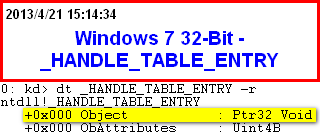 2013/4/21 15:14:34
Windows 7 32-Bit -
_HANDLE_TABLE_ENTRY
0: kd> dt _HANDLE_TABLE_ENTRY -r
ntdll!_HANDLE_TABLE_ENTRY
+0x000 Object : Ptr32 Void
+0x000 ObAttributes : Uint4B